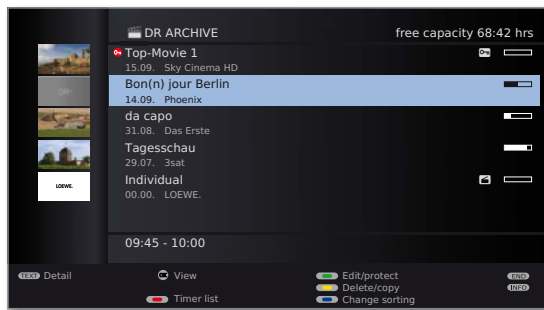 DR ARCHIVE free capacity 68:42 hrs
Top-Movie 1
15.09. Sky Cinema HD
DR+
Bon(n) jour Berlin
14.09. Phoenix
da capo
31.08. Das Erste
Tagesschau
29.07. 3sat
LOEWE.
Individual
00.00. LOEWE.
09:45 - 10:00
TEXT Detail OK View Edit/protect END
Delete/copy INFO
Timer list Change sorting